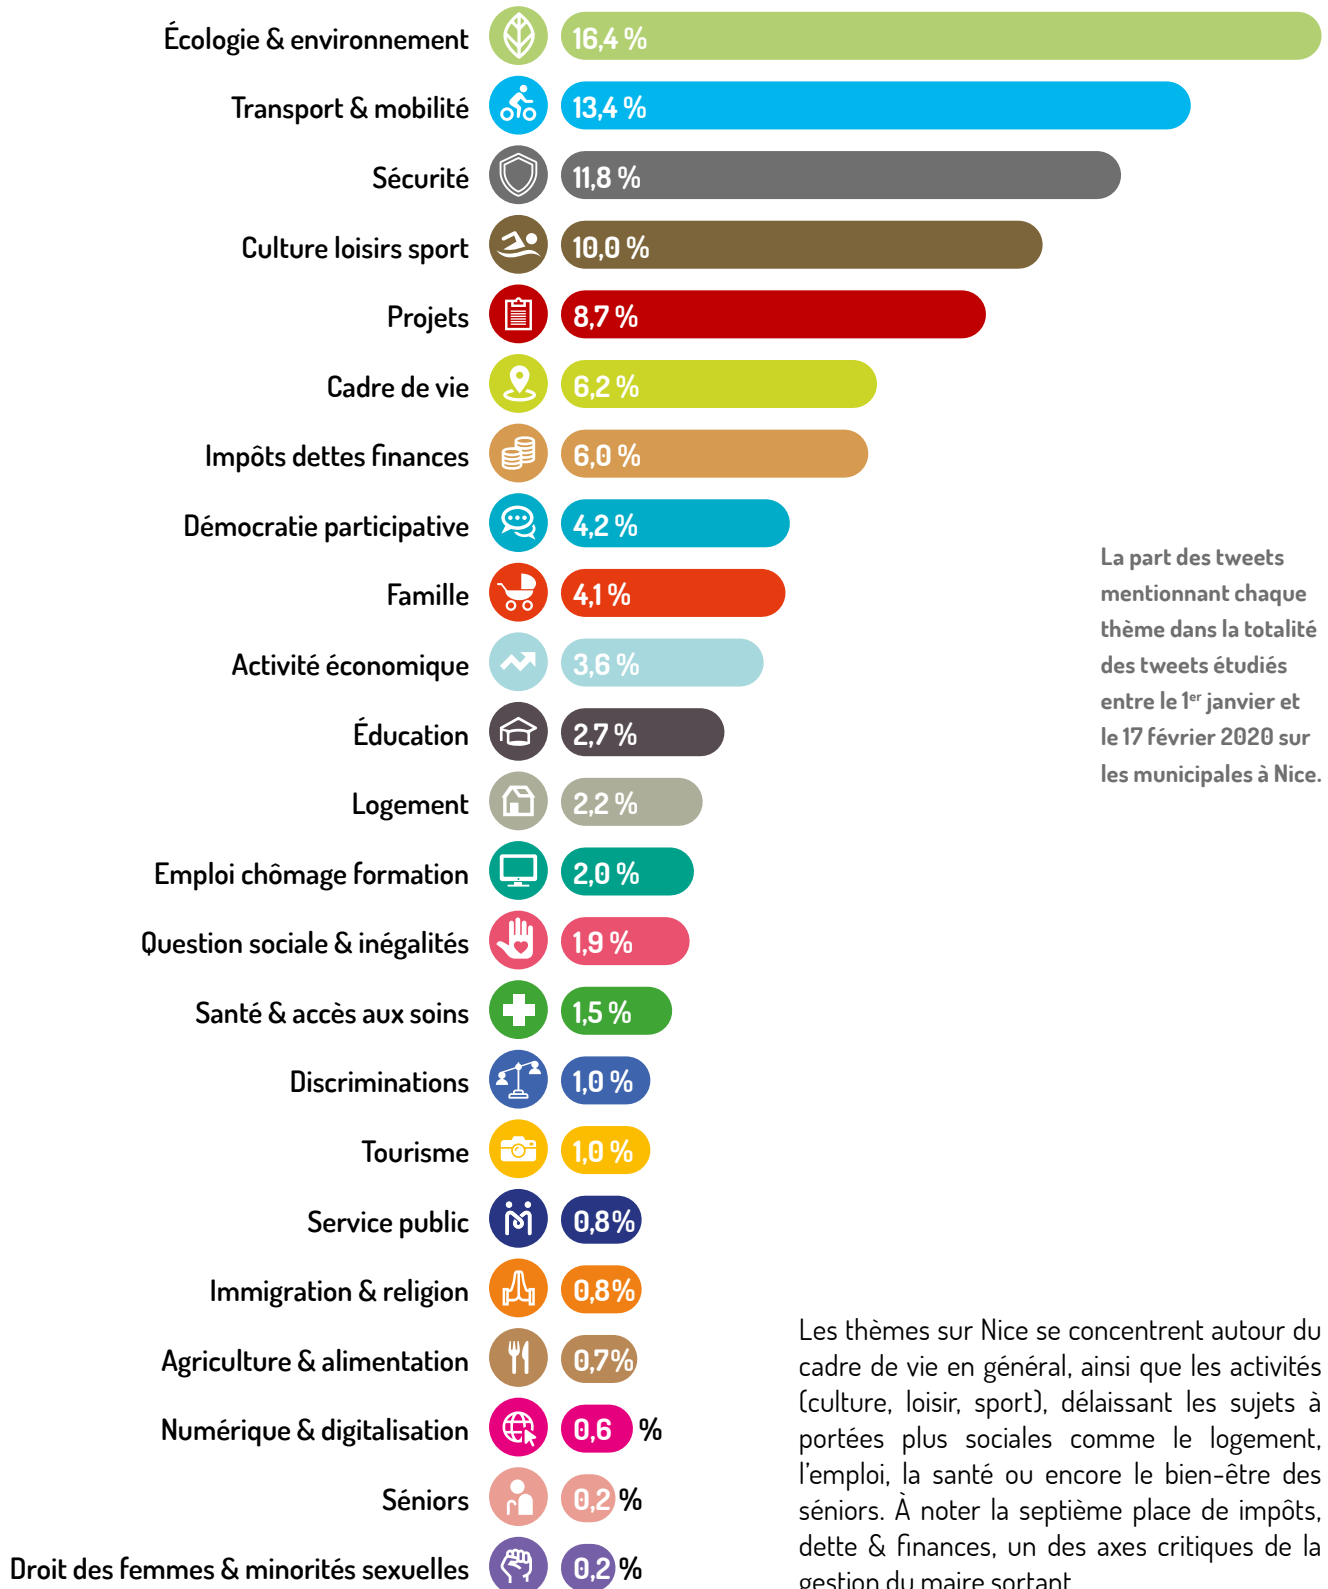 Écologie & environnement 16,4 %
Transport & mobilité 13,4 %
Sécurité 11,8 %
Culture loisirs sport 10,0 %
Projets 8,7 %
Cadre de vie 6,2 %
Impôts dettes finances 6,0 %
Démocratie participative 4,2 %
Famille 4,1 %
Activité économique 3,6 %
Éducation 2,7 %
Logement 2,2 %
Emploi chômage formation 2,0 %
Question sociale & inégalités 1,9 %
Santé & accès aux soins 1,5 %
Discriminations 1,0 %
Tourisme 1,0 %
Service public 0,8%
Immigration & religion 0,8%
Agriculture & alimentation 0,7%
Numérique & digitalisation 0,6 %
Séniors 0,2 %
Droit des femmes & minorités sexuelles 0,2 %
La part des tweets
mentionnant chaque
thème dans la totalité
des tweets étudiés
entre le 1er janvier et
le 17 février 2020 sur
les municipales à Nice.
Les thèmes sur Nice se concentrent autour du
cadre de vie en général, ainsi que les activités
(culture, loisir, sport), délaissant les sujets à
portées plus sociales comme le logement,
l'emploi, la santé ou encore le bien-être des
séniors. À noter la septième place de impôts,
dette & finances, un des axes critiques de la
gestion du maire sortant